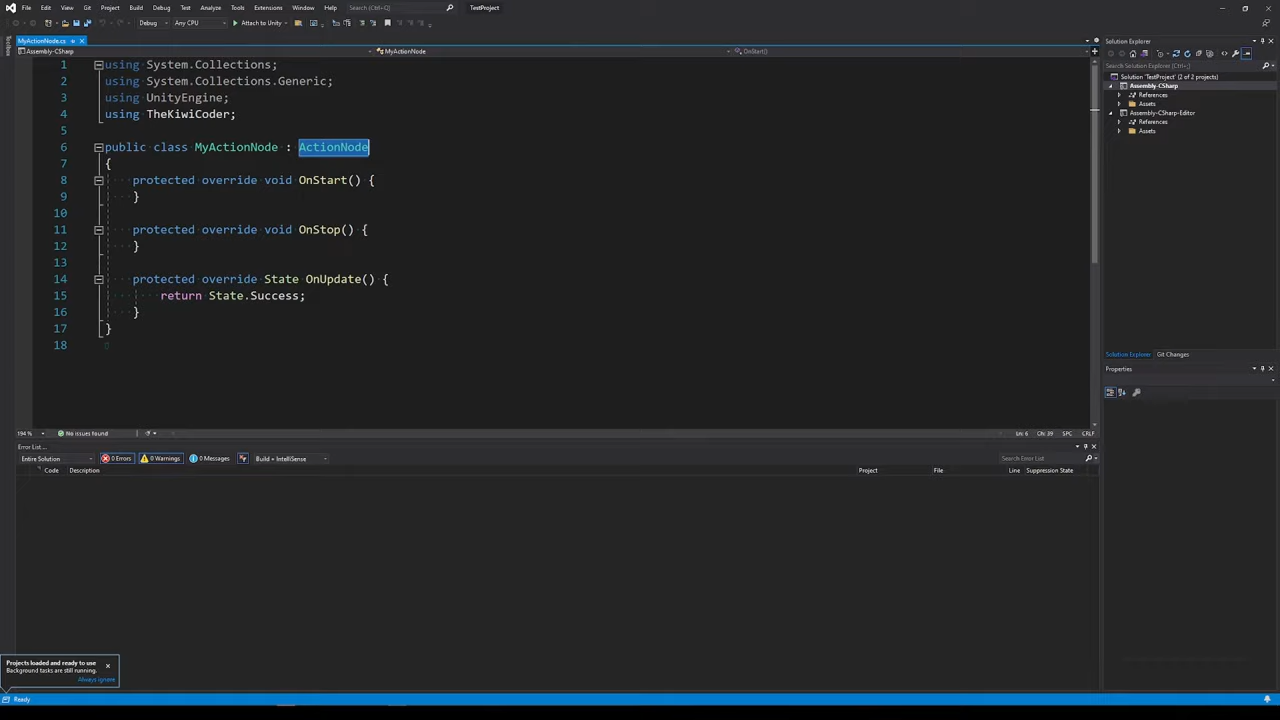 File Edit View Git Project Build Debug Test Analyze Tools Extensions Window Help Search (Ctrl+Q) TestProject
Debug Any CPU Attach to Unity
MyActionNode.cs
Toolbox
Assembly-CSharp MyActionNode OnStart()
1 using System.Collections;
2 using System.Collections.Generic;
3 using UnityEngine;
4 using TheKiwiCoder;
5
6 public class MyActionNode : ActionNode
7 {
8 protected override void OnStart() {
9 }
10
11 protected override void OnStop() {
12 }
13
14 protected override State OnUpdate() {
15 return State.Success;
16 }
17 }
18
194 % No issues found Ln: 6 Ch: 39 SPC CRLF
Solution Explorer
Search Solution Explorer (Ctrl+;)
Solution 'TestProject' (2 of 2 projects)
Assembly-CSharp
References
Assets
Assembly-CSharp-Editor
References
Assets
Solution Explorer Git Changes
Properties
Error List ...
Entire Solution 0 Errors 0 Warnings 0 Messages Build + IntelliSense Search Error List
Code Description Project File Line Suppression State
Projects loaded and ready to use
Background tasks are still running.
Always ignore
Ready